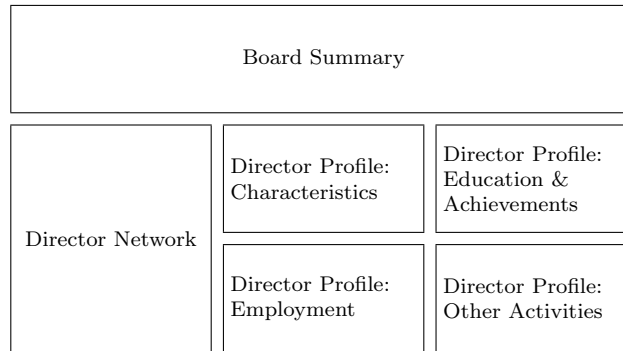 Board Summary
Director Network
Director Profile:
Characteristics
Director Profile:
Education &
Achievements
Director Profile:
Employment
Director Profile:
Other Activities